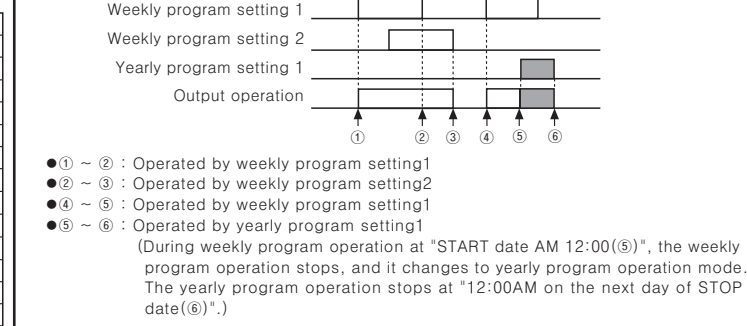 Weekly program setting 1
Weekly program setting 2
Yearly program setting 1
Output operation
① ② ③ ④ ⑤ ⑥
●① ~ ② : Operated by weekly program setting1
●② ~ ③ : Operated by weekly program setting2
●④ ~ ⑤ : Operated by weekly program setting1
●⑤ ~ ⑥ : Operated by yearly program setting1
(During weekly program operation at "START date AM 12:00(⑤)", the weekly
program operation stops, and it changes to yearly program operation mode.
The yearly program operation stops at "12:00AM on the next day of STOP
date(⑥)".)